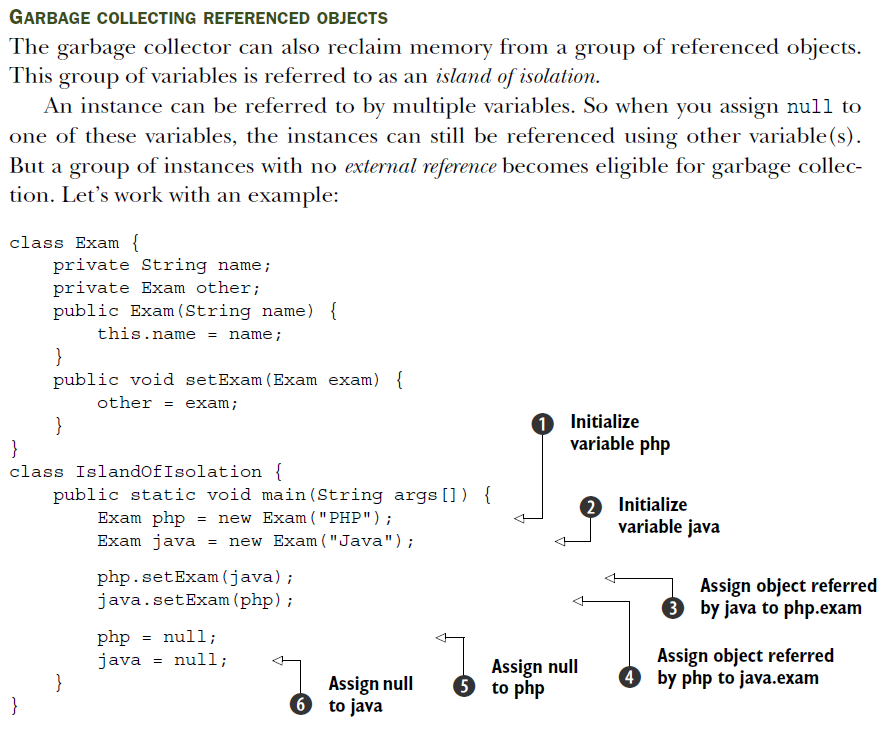 GARBAGE COLLECTING REFERENCED OBJECTS
The garbage collector can also reclaim memory from a group of referenced objects.
This group of variables is referred to as an island of isolation.
An instance can be referred to by multiple variables. So when you assign null to
one of these variables, the instances can still be referenced using other variable(s).
But a group of instances with no external reference becomes eligible for garbage collec-
tion. Let's work with an example:
class Exam {
    private String name;
    private Exam other;
    public Exam(String name) {
        this.name = name;
    }
    public void setExam(Exam exam) {
        other = exam;
    }
}
class IslandOfIsolation {
    public static void main(String args[]) {
        Exam php = new Exam("PHP");
        Exam java = new Exam("Java");
        php.setExam(java);
        java.setExam(php);
        php = null;
        java = null;
    }
}
1 Initialize
variable php
2 Initialize
variable java
3 Assign object referred
by java to php.exam
4 Assign object referred
by php to java.exam
5 Assign null
to php
6 Assign null
to java